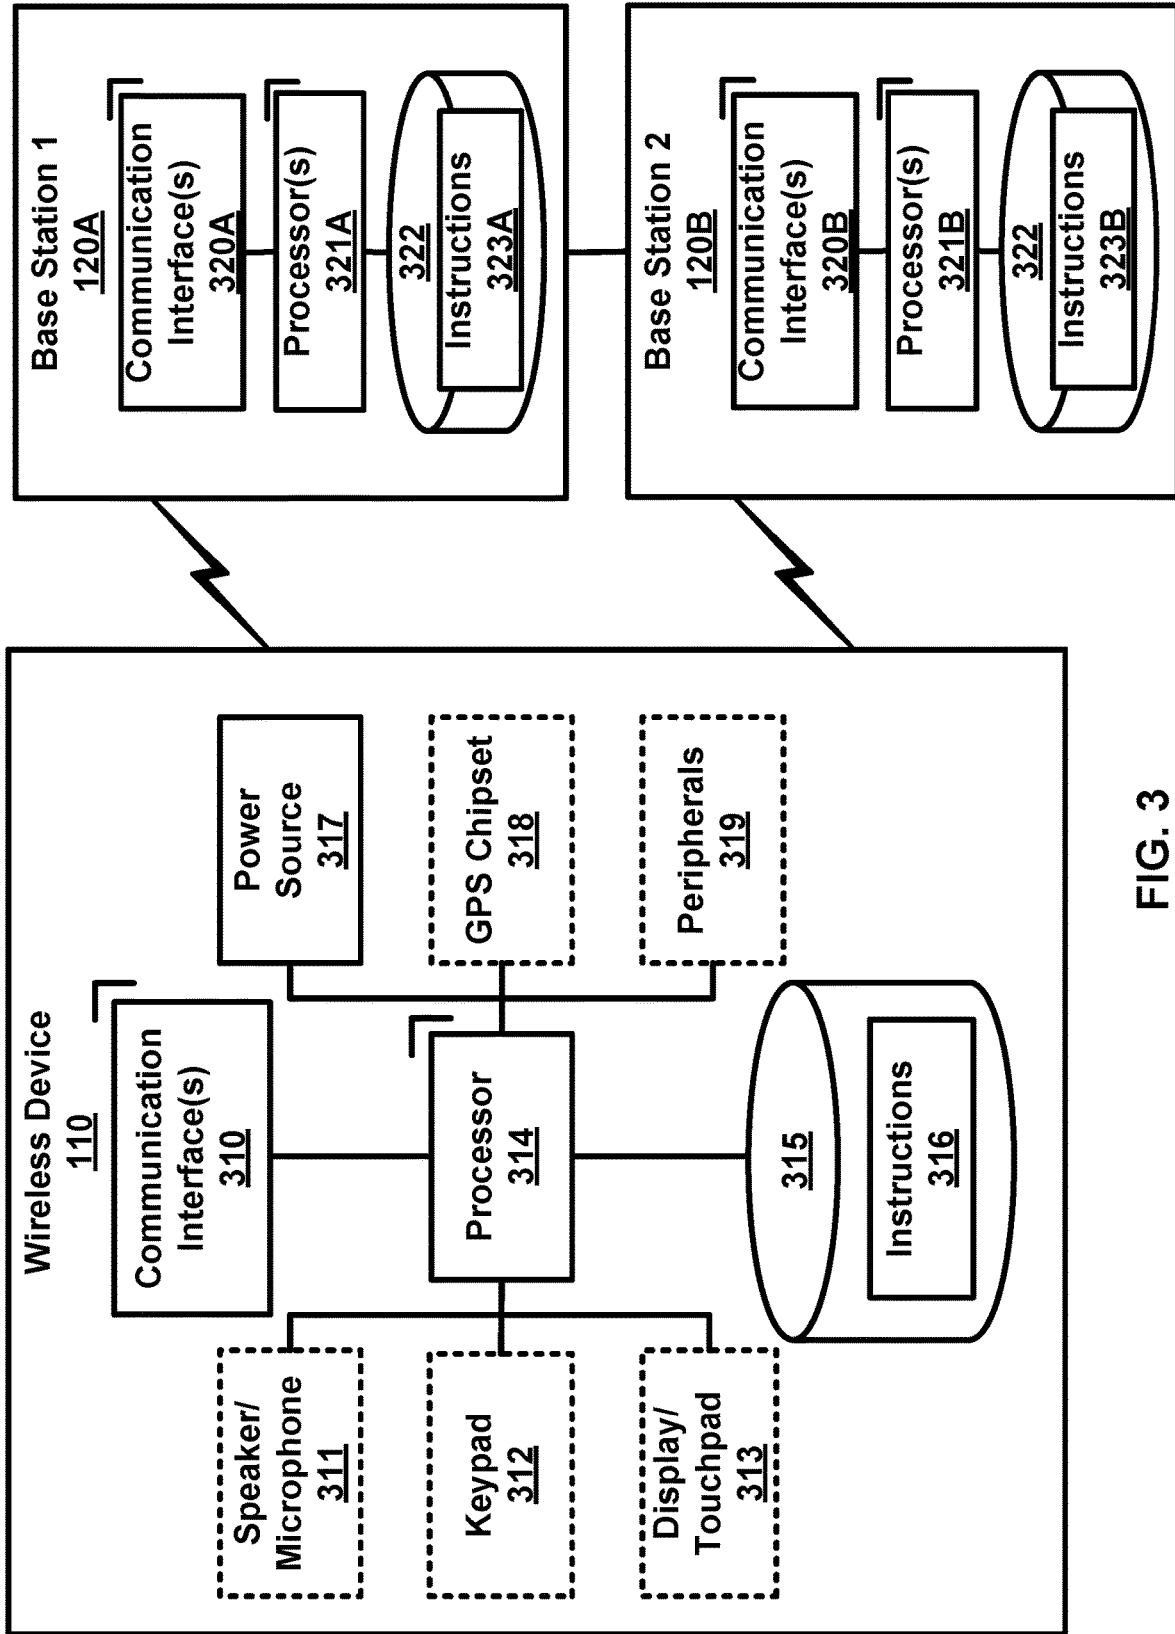 Wireless Device
110
Communication
Interface(s)
310
Speaker/
Microphone
311
Power
Source
317
Keypad
312
Processor
314
GPS Chipset
318
Display/
Touchpad
313
Peripherals
319
315
Instructions
316
Base Station 1
120A
Communication
Interface(s)
320A
Processor(s)
321A
322
Instructions
323A
Base Station 2
120B
Communication
Interface(s)
320B
Processor(s)
321B
322
Instructions
323B
FIG. 3